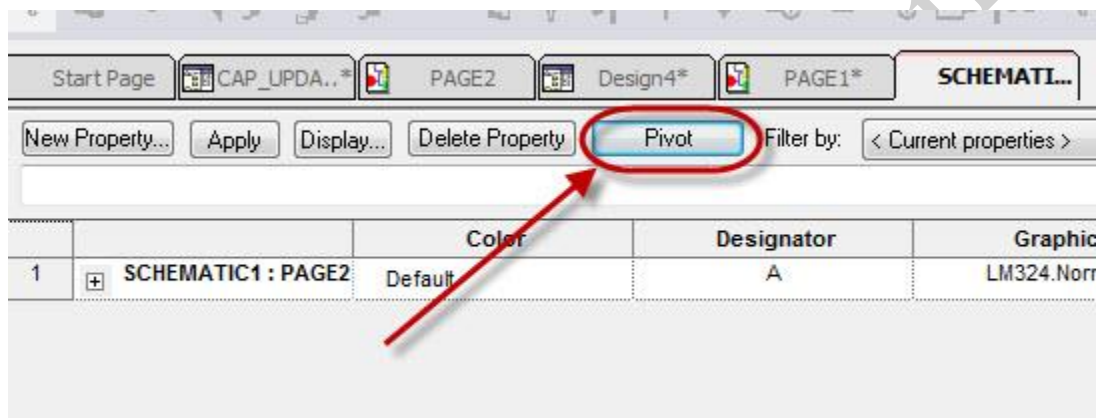 Start Page CAP_UPDA..* PAGE2 Design4* PAGE1* SCHEMATI...
New Property... Apply Display... Delete Property Pivot Filter by: < Current properties >
Color Designator Graphic
1 SCHEMATIC1 : PAGE2 Default A LM324.Norr